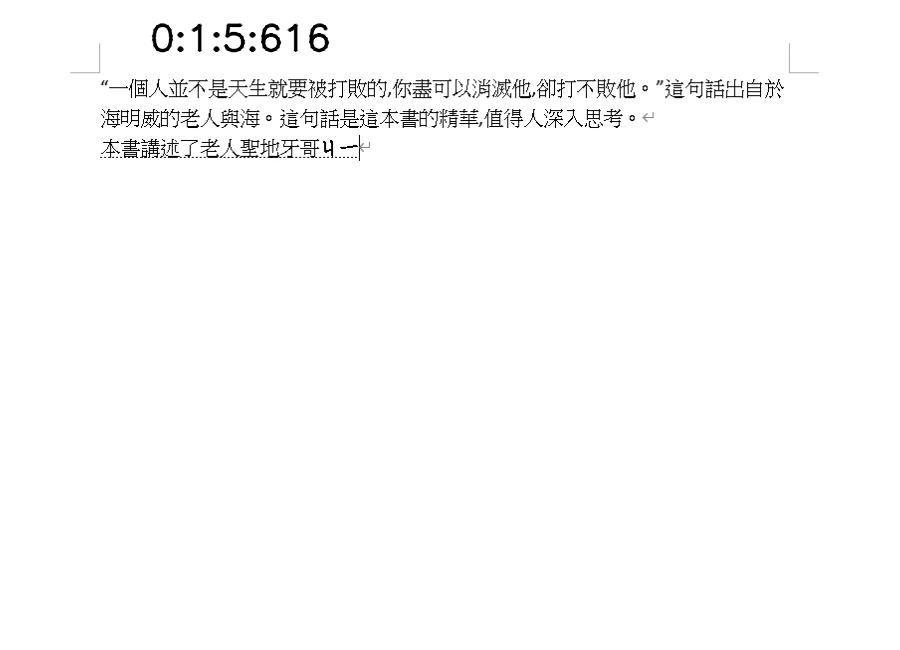 0:1:5:616
“一個人並不是天生就要被打敗的,你盡可以消滅他,卻打不敗他。”這句話出自於
海明威的老人與海。這句話是這本書的精華,值得人深入思考。
本書講述了老人聖地牙哥ㄐㄧ